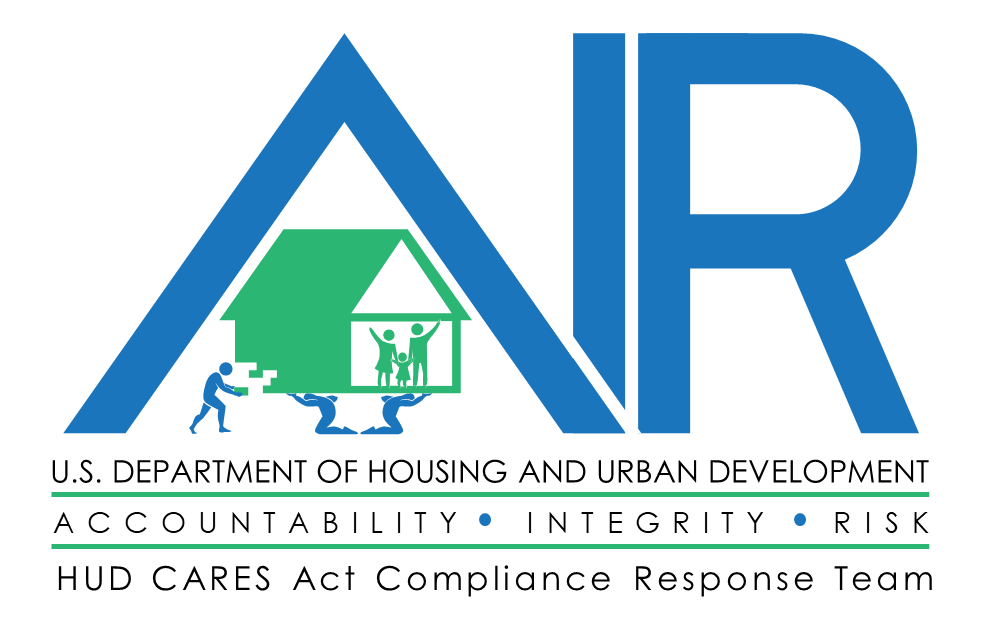 AIR
U.S. DEPARTMENT OF HOUSING AND URBAN DEVELOPMENT
ACCOUNTABILITY • INTEGRITY • RISK
HUD CARES Act Compliance Response Team